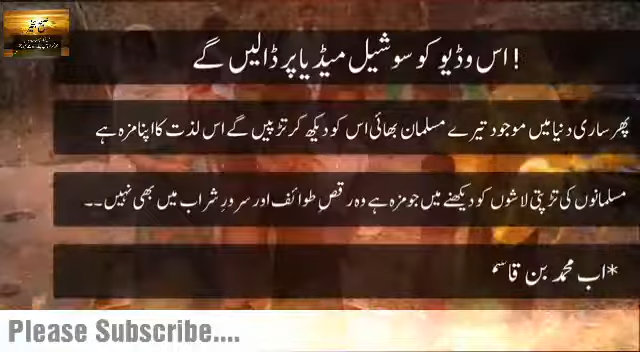 صبح بخیر
! اس وڈیو کو سوشیل میڈیا پر ڈالیں گے
پھر ساری دنیا میں موجود تیرے مسلمان بھائی اس کو دیکھ کر تڑپیں گے اس لذت کا اپنا مزہ ہے
مسلمانوں کی تڑپتی لاشوں کو دیکھنے میں جو مزہ ہے وہ رقصِ طوائف اور سرورِ شراب میں بھی نہیں۔۔
*اب محمد بن قاسم
Please Subscribe....